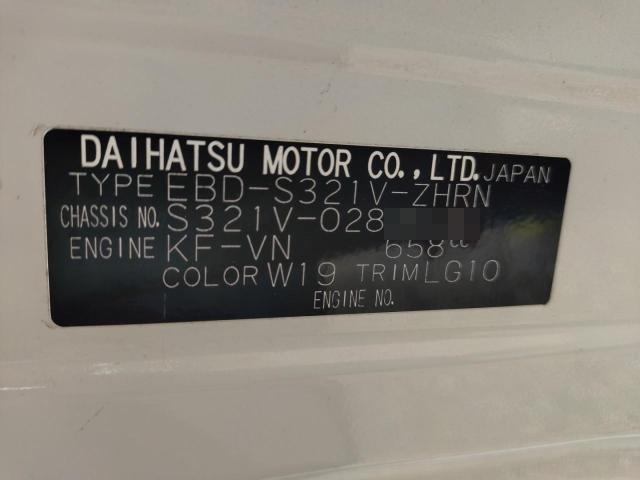 DAIHATSU MOTOR CO., LTD. JAPAN
TYPE EBD-S321V-ZHRN
CHASSIS NO. S321V-028
ENGINE KF-VN 658cc
COLOR W19 TRIM LG10
ENGINE NO.